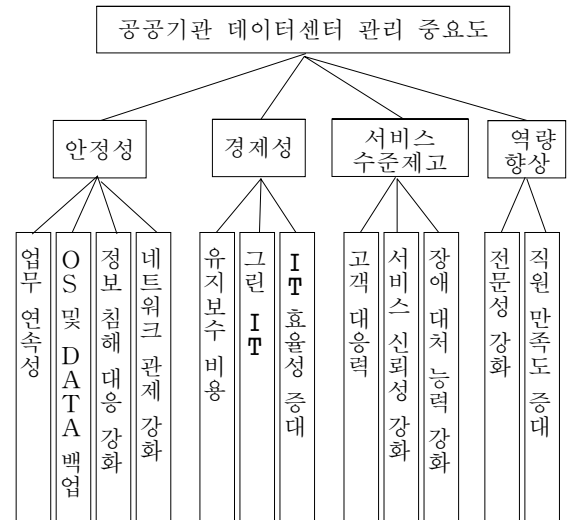 공공기관 데이터센터 관리 중요도
안정성
경제성
서비스
수준제고
역량
향상
업무 연속성
OS 및 DATA 백업
정보 침해 대응 강화
네트워크 관제 강화
유지보수 비용
그린 IT
IT 효율성 증대
고객 대응력
서비스 신뢰성 강화
장애 대처 능력 강화
전문성 강화
직원 만족도 증대